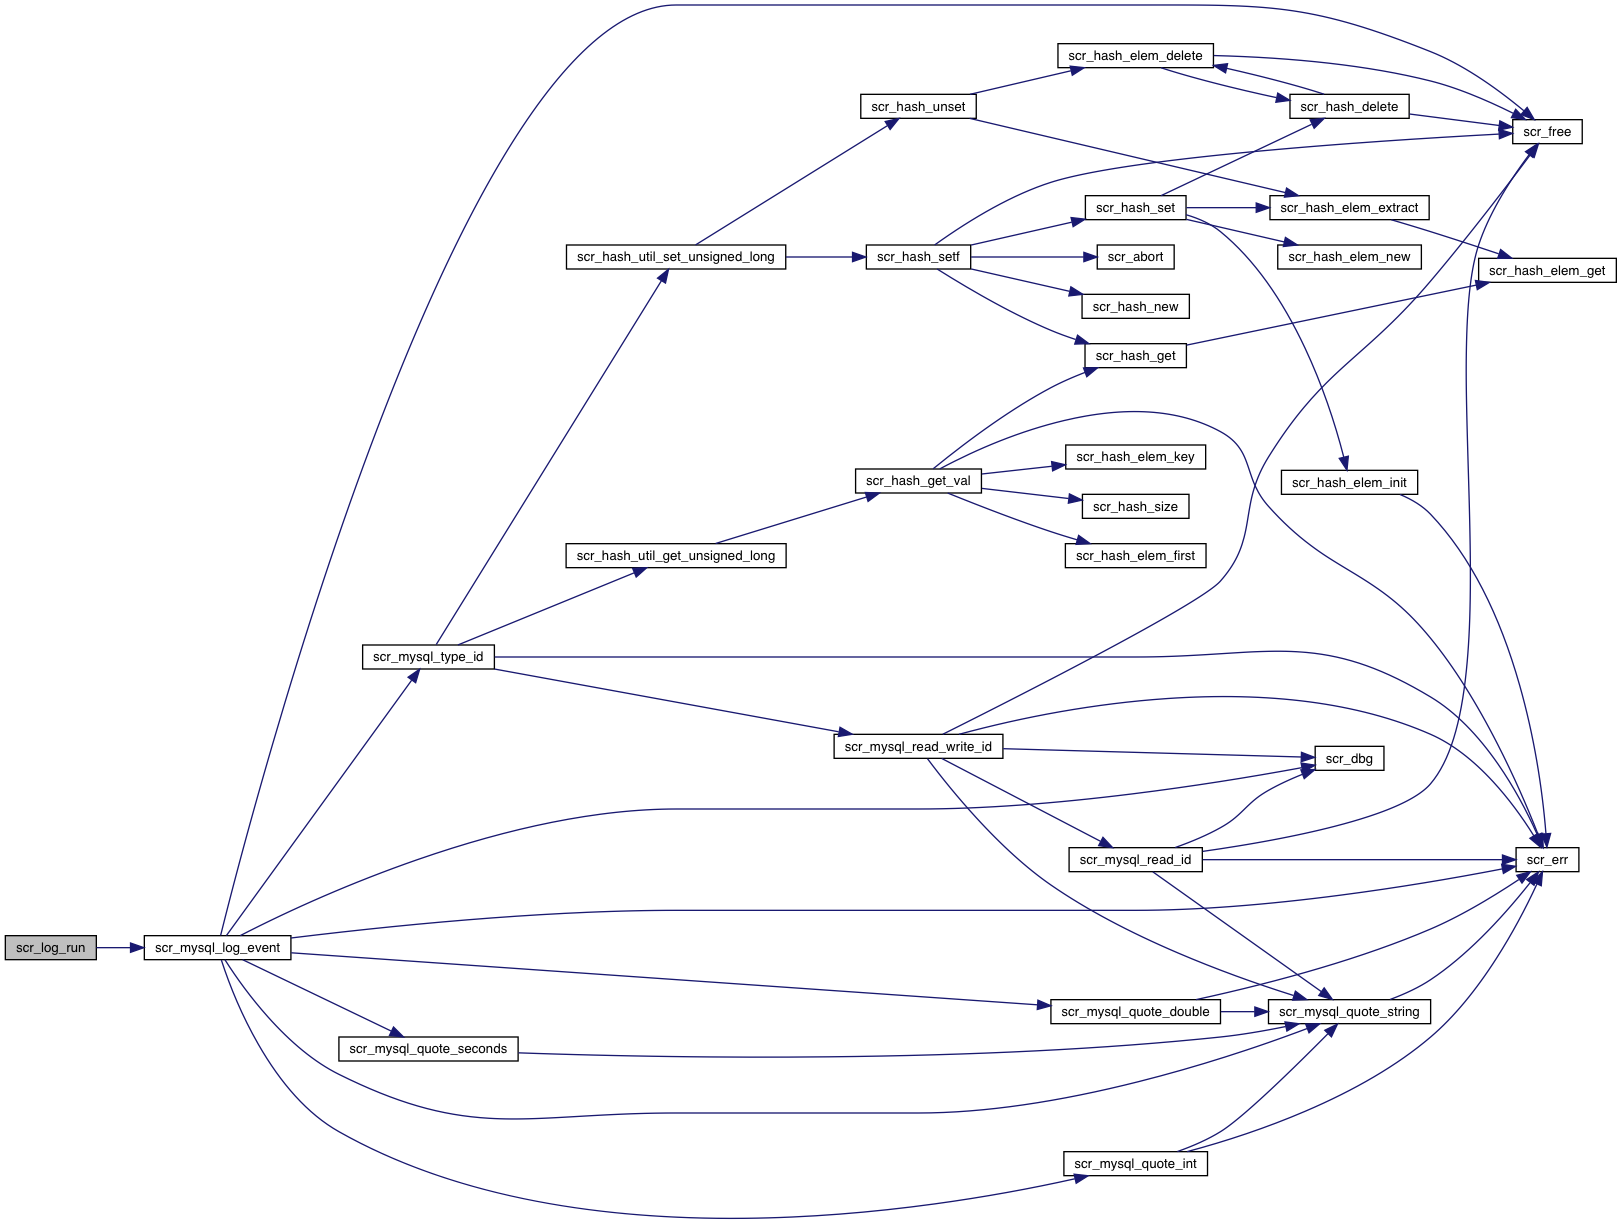 scr_hash_elem_delete
scr_hash_unset
scr_hash_delete
scr_free
scr_hash_set
scr_hash_elem_extract
scr_hash_util_set_unsigned_long
scr_hash_setf
scr_abort
scr_hash_elem_new
scr_hash_elem_get
scr_hash_new
scr_hash_get
scr_hash_elem_key
scr_hash_get_val
scr_hash_elem_init
scr_hash_size
scr_hash_util_get_unsigned_long
scr_hash_elem_first
scr_mysql_type_id
scr_mysql_read_write_id
scr_dbg
scr_mysql_read_id
scr_err
scr_log_run
scr_mysql_log_event
scr_mysql_quote_double
scr_mysql_quote_string
scr_mysql_quote_seconds
scr_mysql_quote_int